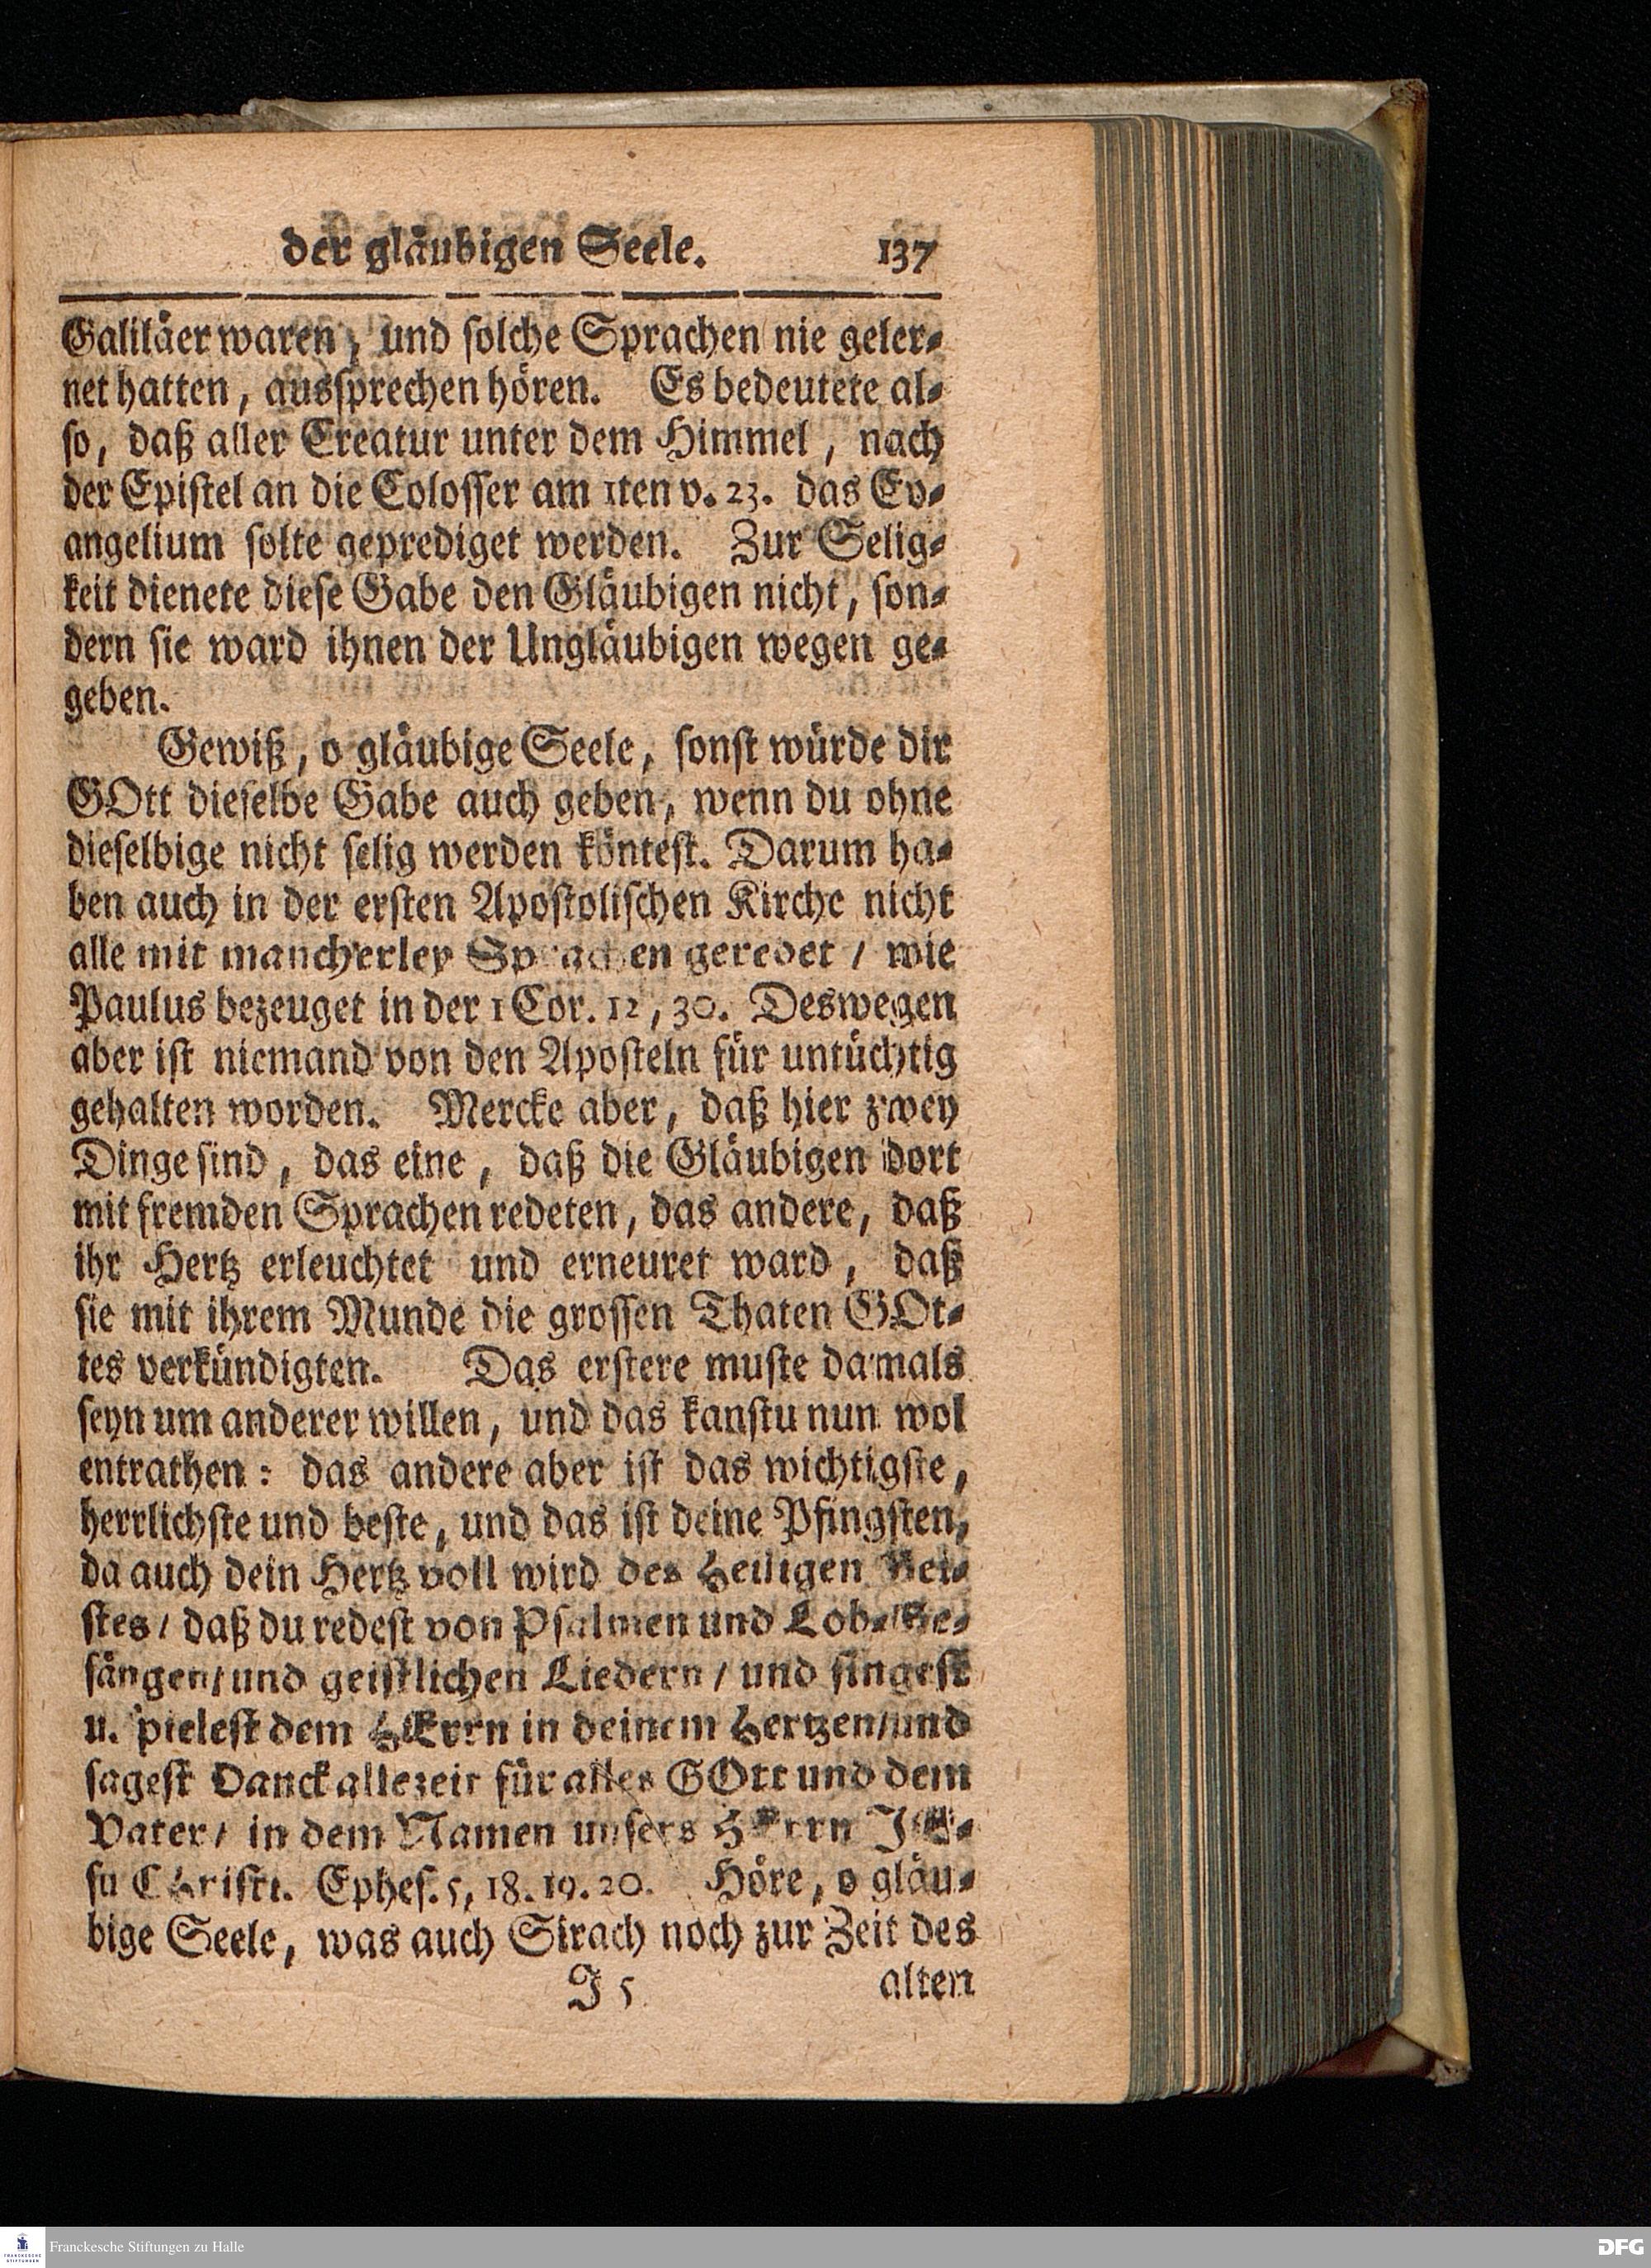 der gläubigen Seele. 137
Galiläer waren, und solche Sprachen nie geler-
net hatten, aussprechen hören. Es bedeutete al-
so, daß aller Creatur unter dem Himmel, nach
der Epistel an die Colosser am 1ten v. 23. das Ev-
angelium solte geprediget werden. Zur Selig-
keit dienete diese Gabe den Gläubigen nicht, son-
dern sie ward ihnen der Ungläubigen wegen ge-
geben.
Gewiß, o gläubige Seele, sonst würde dir
GOtt dieselbe Gabe auch geben, wenn du ohne
dieselbige nicht selig werden köntest. Darum ha-
ben auch in der ersten Apostolischen Kirche nicht
alle mit mancherley Sprachen geredet / wie
Paulus bezeuget in der 1 Cor. 12, 30. Deswegen
aber ist niemand von den Aposteln für untüchtig
gehalten worden. Mercke aber, daß hier zwey
Dinge sind, das eine, daß die Gläubigen dort
mit fremden Sprachen redeten, das andere, daß
ihr Hertz erleuchtet und erneuret ward, daß
sie mit ihrem Munde die grossen Thaten GOt-
tes verkündigten. Das erstere muste damals
seyn um anderer willen, und das kanstu nun wol
entrathen: das andere aber ist das wichtigste,
herrlichste und beste, und das ist deine Pfingsten,
da auch dein Hertz voll wird des Heiligen Gei-
stes / daß du redest von Psalmen und Lob-Ge-
sängen / und geistlichen Liedern / und singest
u. spielest dem HErrn in deinem Hertzen / und
sagest Danck allezeit für alles GOtt und dem
Vater / in dem Namen unsers HErrn JE-
su CHristi. Ephes. 5, 18. 19. 20. Höre, o gläu-
bige Seele, was auch Sirach noch zur Zeit des
J 5 alten
Franckesche Stiftungen zu Halle
DFG